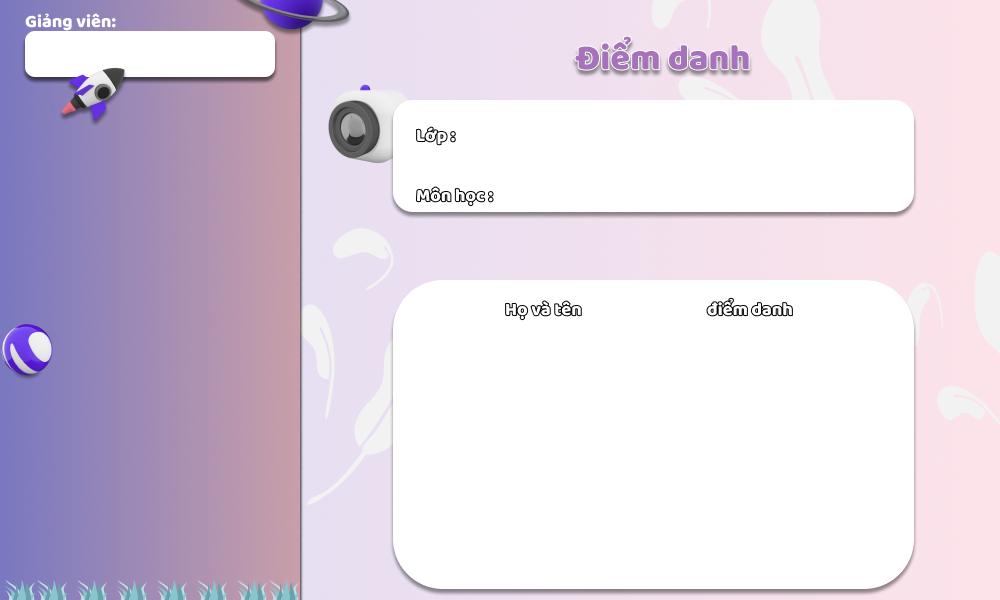 Giảng viên:
Điểm danh
Lớp :
Môn học :
Họ và tên
điểm danh